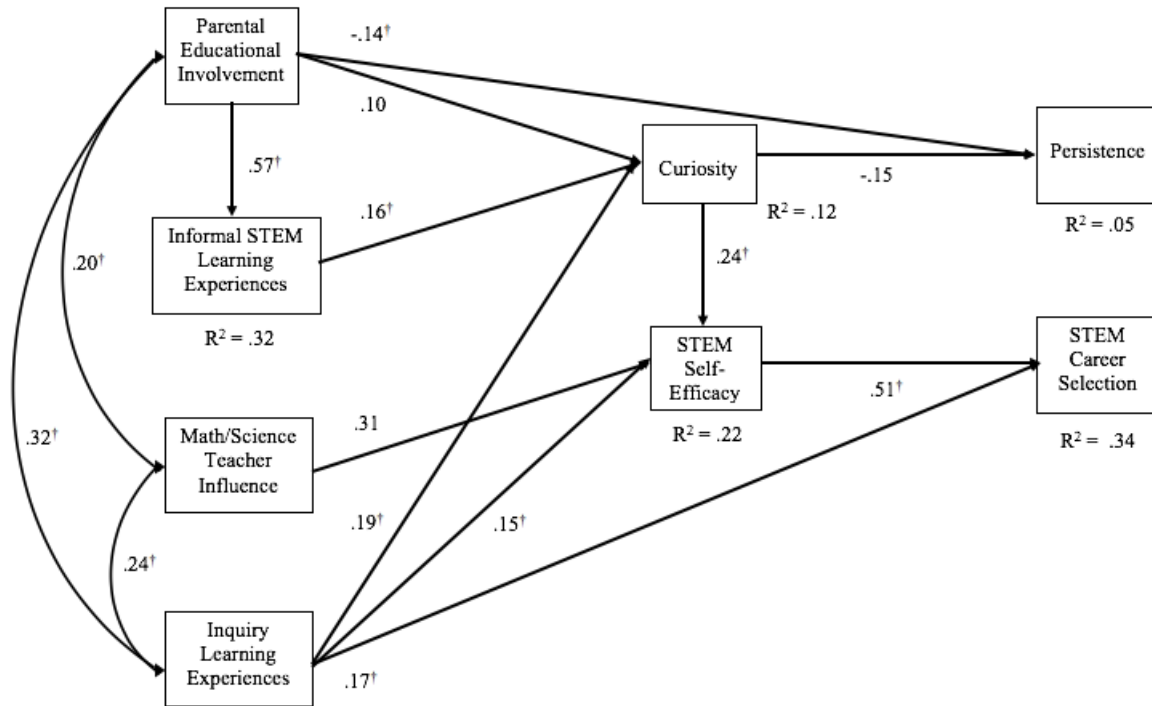 Parental
Educational
Involvement
-.14†
.10
.57†
Informal STEM
Learning
Experiences
R² = .32
.16†
Curiosity
R² = .12
-.15
Persistence
R² = .05
.20†
.24†
STEM
Self-
Efficacy
R² = .22
.51†
STEM
Career
Selection
R² = .34
.32†
Math/Science
Teacher
Influence
.31
.19†
.15†
.24†
Inquiry
Learning
Experiences
.17†